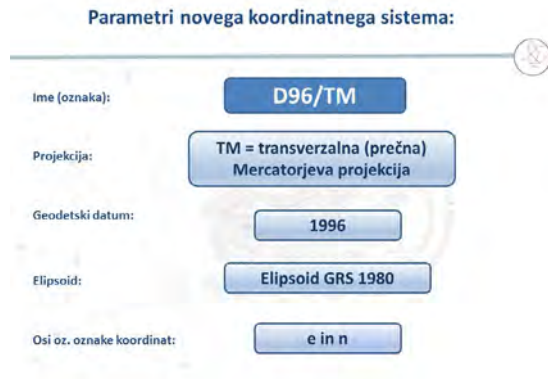 Parametri novega koordinatnega sistema:
Ime (oznaka):
D96/TM
Projekcija:
TM = transverzalna (prečna)
Mercatorjeva projekcija
Geodetski datum:
1996
Elipsoid:
Elipsoid GRS 1980
Osi oz. oznake koordinat:
e in n